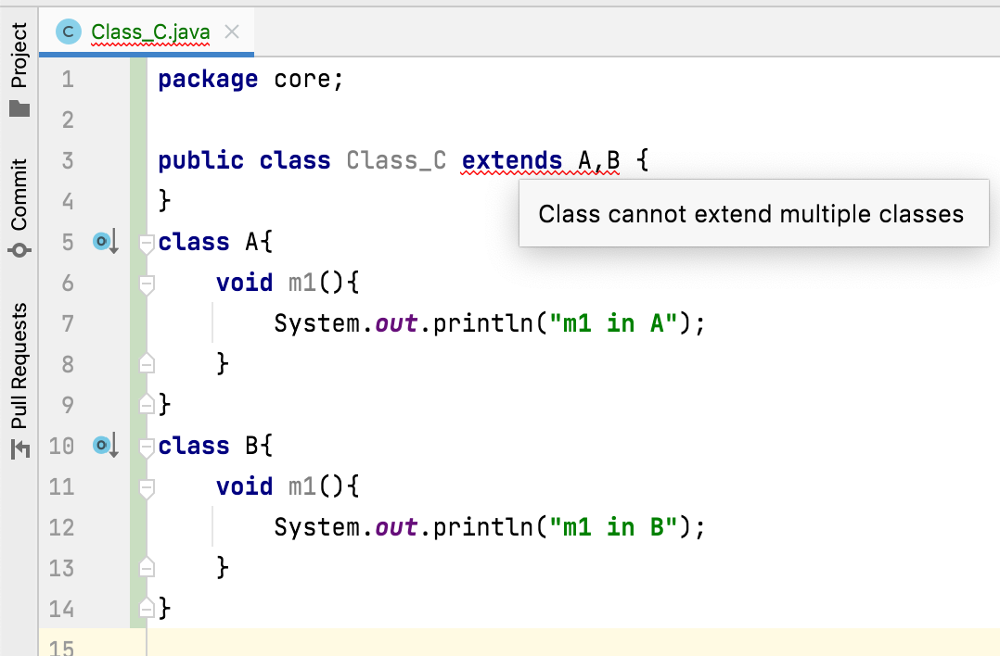 Class_C.java
Project
Commit
Pull Requests
1 package core;
2
3 public class Class_C extends A,B {
4 }
Class cannot extend multiple classes
5 class A{
6     void m1(){
7         System.out.println("m1 in A");
8     }
9 }
10 class B{
11     void m1(){
12         System.out.println("m1 in B");
13     }
14 }
15